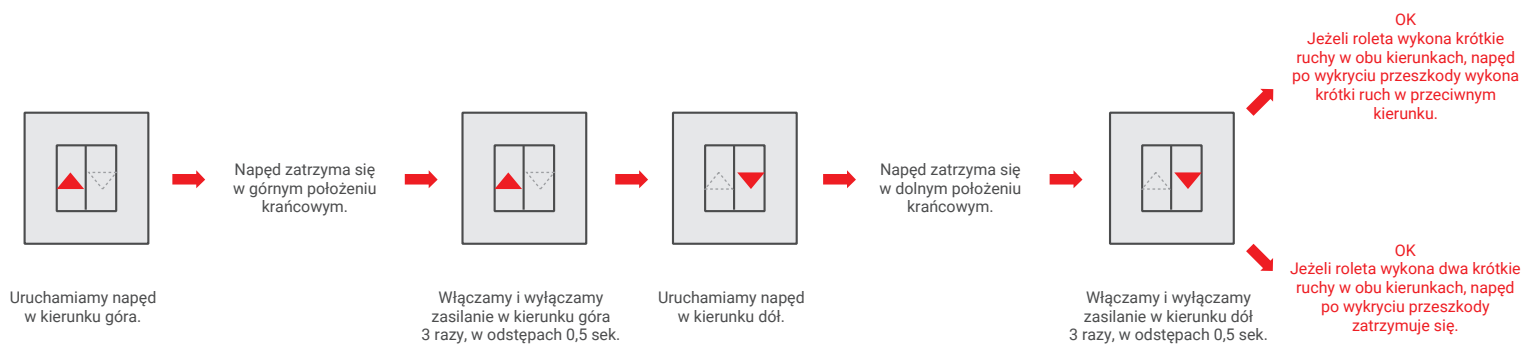 Uruchamiamy napęd
w kierunku góra.
Napęd zatrzyma się
w górnym położeniu
krańcowym.
Włączamy i wyłączamy
zasilanie w kierunku góra
3 razy, w odstępach 0,5 sek.
Uruchamiamy napęd
w kierunku dół.
Napęd zatrzyma się
w dolnym położeniu
krańcowym.
Włączamy i wyłączamy
zasilanie w kierunku dół
3 razy, w odstępach 0,5 sek.
OK
Jeżeli roleta wykona krótkie
ruchy w obu kierunkach, napęd
po wykryciu przeszkody wykona
krótki ruch w przeciwnym
kierunku.
OK
Jeżeli roleta wykona dwa krótkie
ruchy w obu kierunkach, napęd
po wykryciu przeszkody
zatrzymuje się.